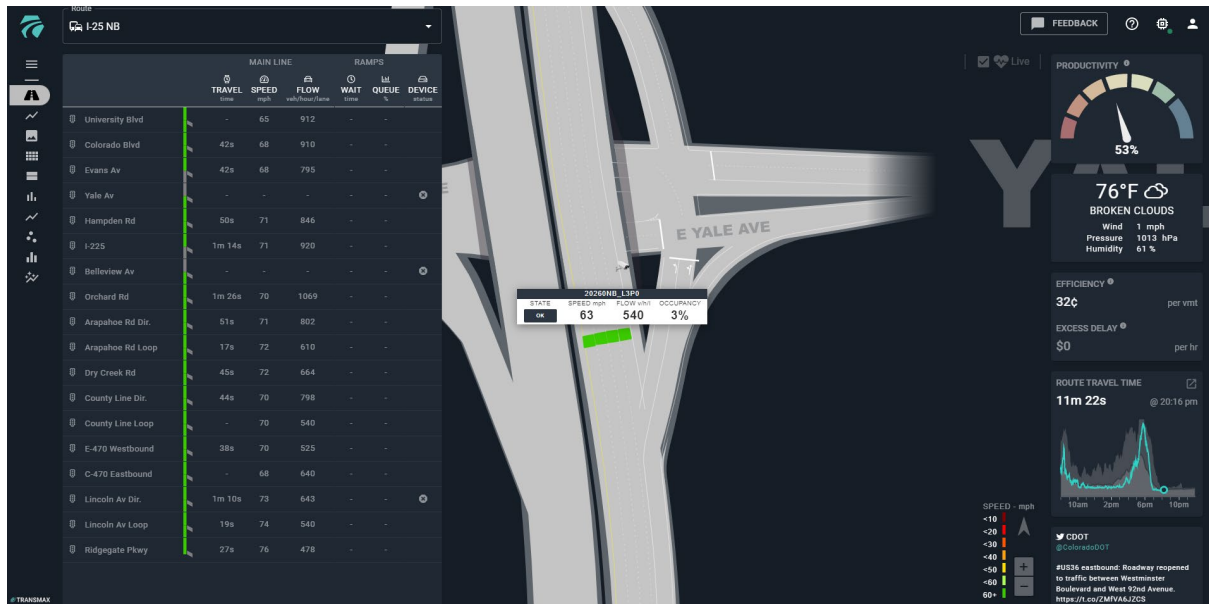 Route
I-25 NB
MAIN LINE RAMPS
TRAVEL SPEED FLOW WAIT QUEUE DEVICE
time mph veh/hour/lane time % status
University Blvd - 65 912 - -
Colorado Blvd 42s 68 910 - -
Evans Av 42s 68 795 - -
Yale Av - - - - -
Hampden Rd 50s 71 846 - -
I-225 1m 14s 71 920 - -
Belleview Av - - - - -
Orchard Rd 1m 26s 70 1069 - -
Arapahoe Rd Dir. 51s 71 802 - -
Arapahoe Rd Loop 17s 72 610 - -
Dry Creek Rd 45s 72 664 - -
County Line Dir. 44s 70 798 - -
County Line Loop - 70 540 - -
E-470 Westbound 38s 70 525 - -
C-470 Eastbound - 68 640 - -
Lincoln Av Dir. 1m 10s 73 643 - -
Lincoln Av Loop 19s 74 540 - -
Ridgegate Pkwy 27s 76 478 - -
TRANSMAX
E YALE AVE
20260NB_L3P0
STATE SPEED mph FLOW v/h/l OCCUPANCY
OK 63 540 3%
Live
YA
SPEED - mph
<10
<20
<30
<40
<50
<60
60+
+
−
FEEDBACK
PRODUCTIVITY
53%
76°F
BROKEN CLOUDS
Wind 1 mph
Pressure 1013 hPa
Humidity 61 %
EFFICIENCY
32¢ per vmt
EXCESS DELAY
$0 per hr
ROUTE TRAVEL TIME
11m 22s @ 20:16 pm
10am 2pm 6pm 10pm
CDOT
@ColoradoDOT
#US36 eastbound: Roadway reopened
to traffic between Westminster
Boulevard and West 92nd Avenue.
https://t.co/ZMfVA6JZCS